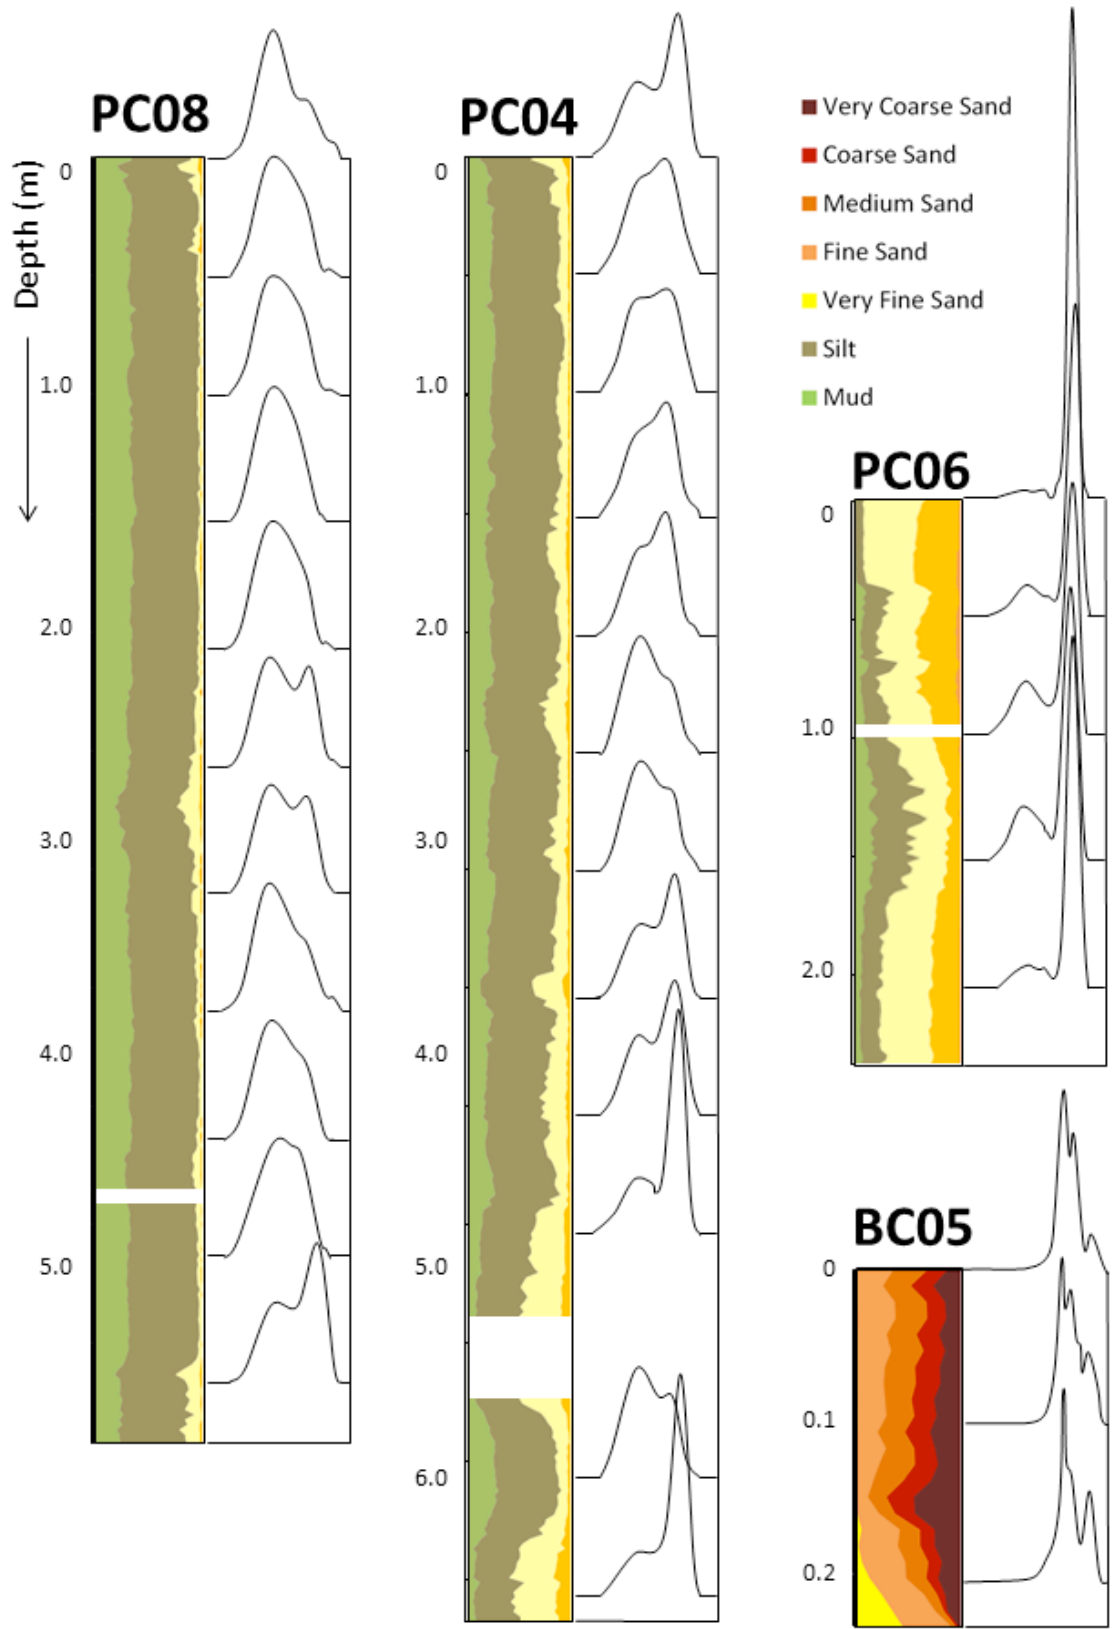 PC08
Depth (m)
0
1.0
2.0
3.0
4.0
5.0
PC04
0
1.0
2.0
3.0
4.0
5.0
6.0
Very Coarse Sand
Coarse Sand
Medium Sand
Fine Sand
Very Fine Sand
Silt
Mud
PC06
0
1.0
2.0
BC05
0
0.1
0.2